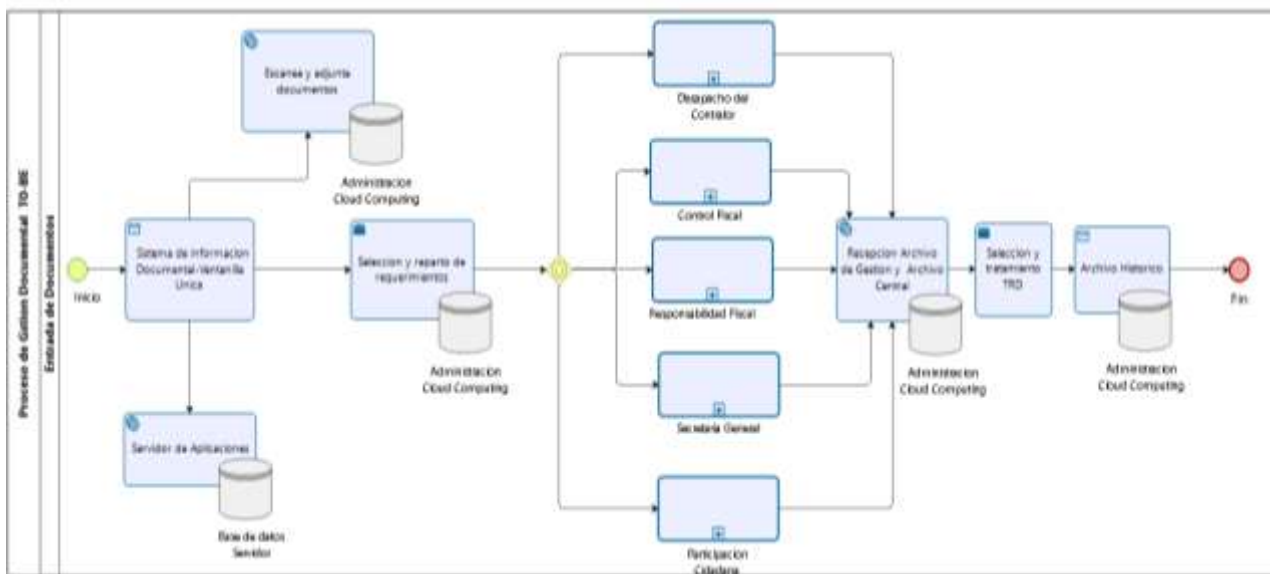 Proceso de Gstion Documental TO-BE
Entrada de Documentos
Inicio
Sistema de informacion
Documental-Ventanilla
Unica
Escanea y adjunta
documentos
Administracion
Cloud Computing
Servidor de Aplicaciones
Base de datos
Servidor
Seleccion y reparto de
requerimientos
Administracion
Cloud Computing
Despacho del
Contralor
Control Fiscal
Responsabilidad Fiscal
Secretaria General
Participacion
Cidadana
Recepcion Archivo
de Gestion y Archivo
Central
Administracion
Cloud Computing
Seleccion y
tratamiento
TRD
Archivo Historico
Administracion
Cloud Computing
Fin